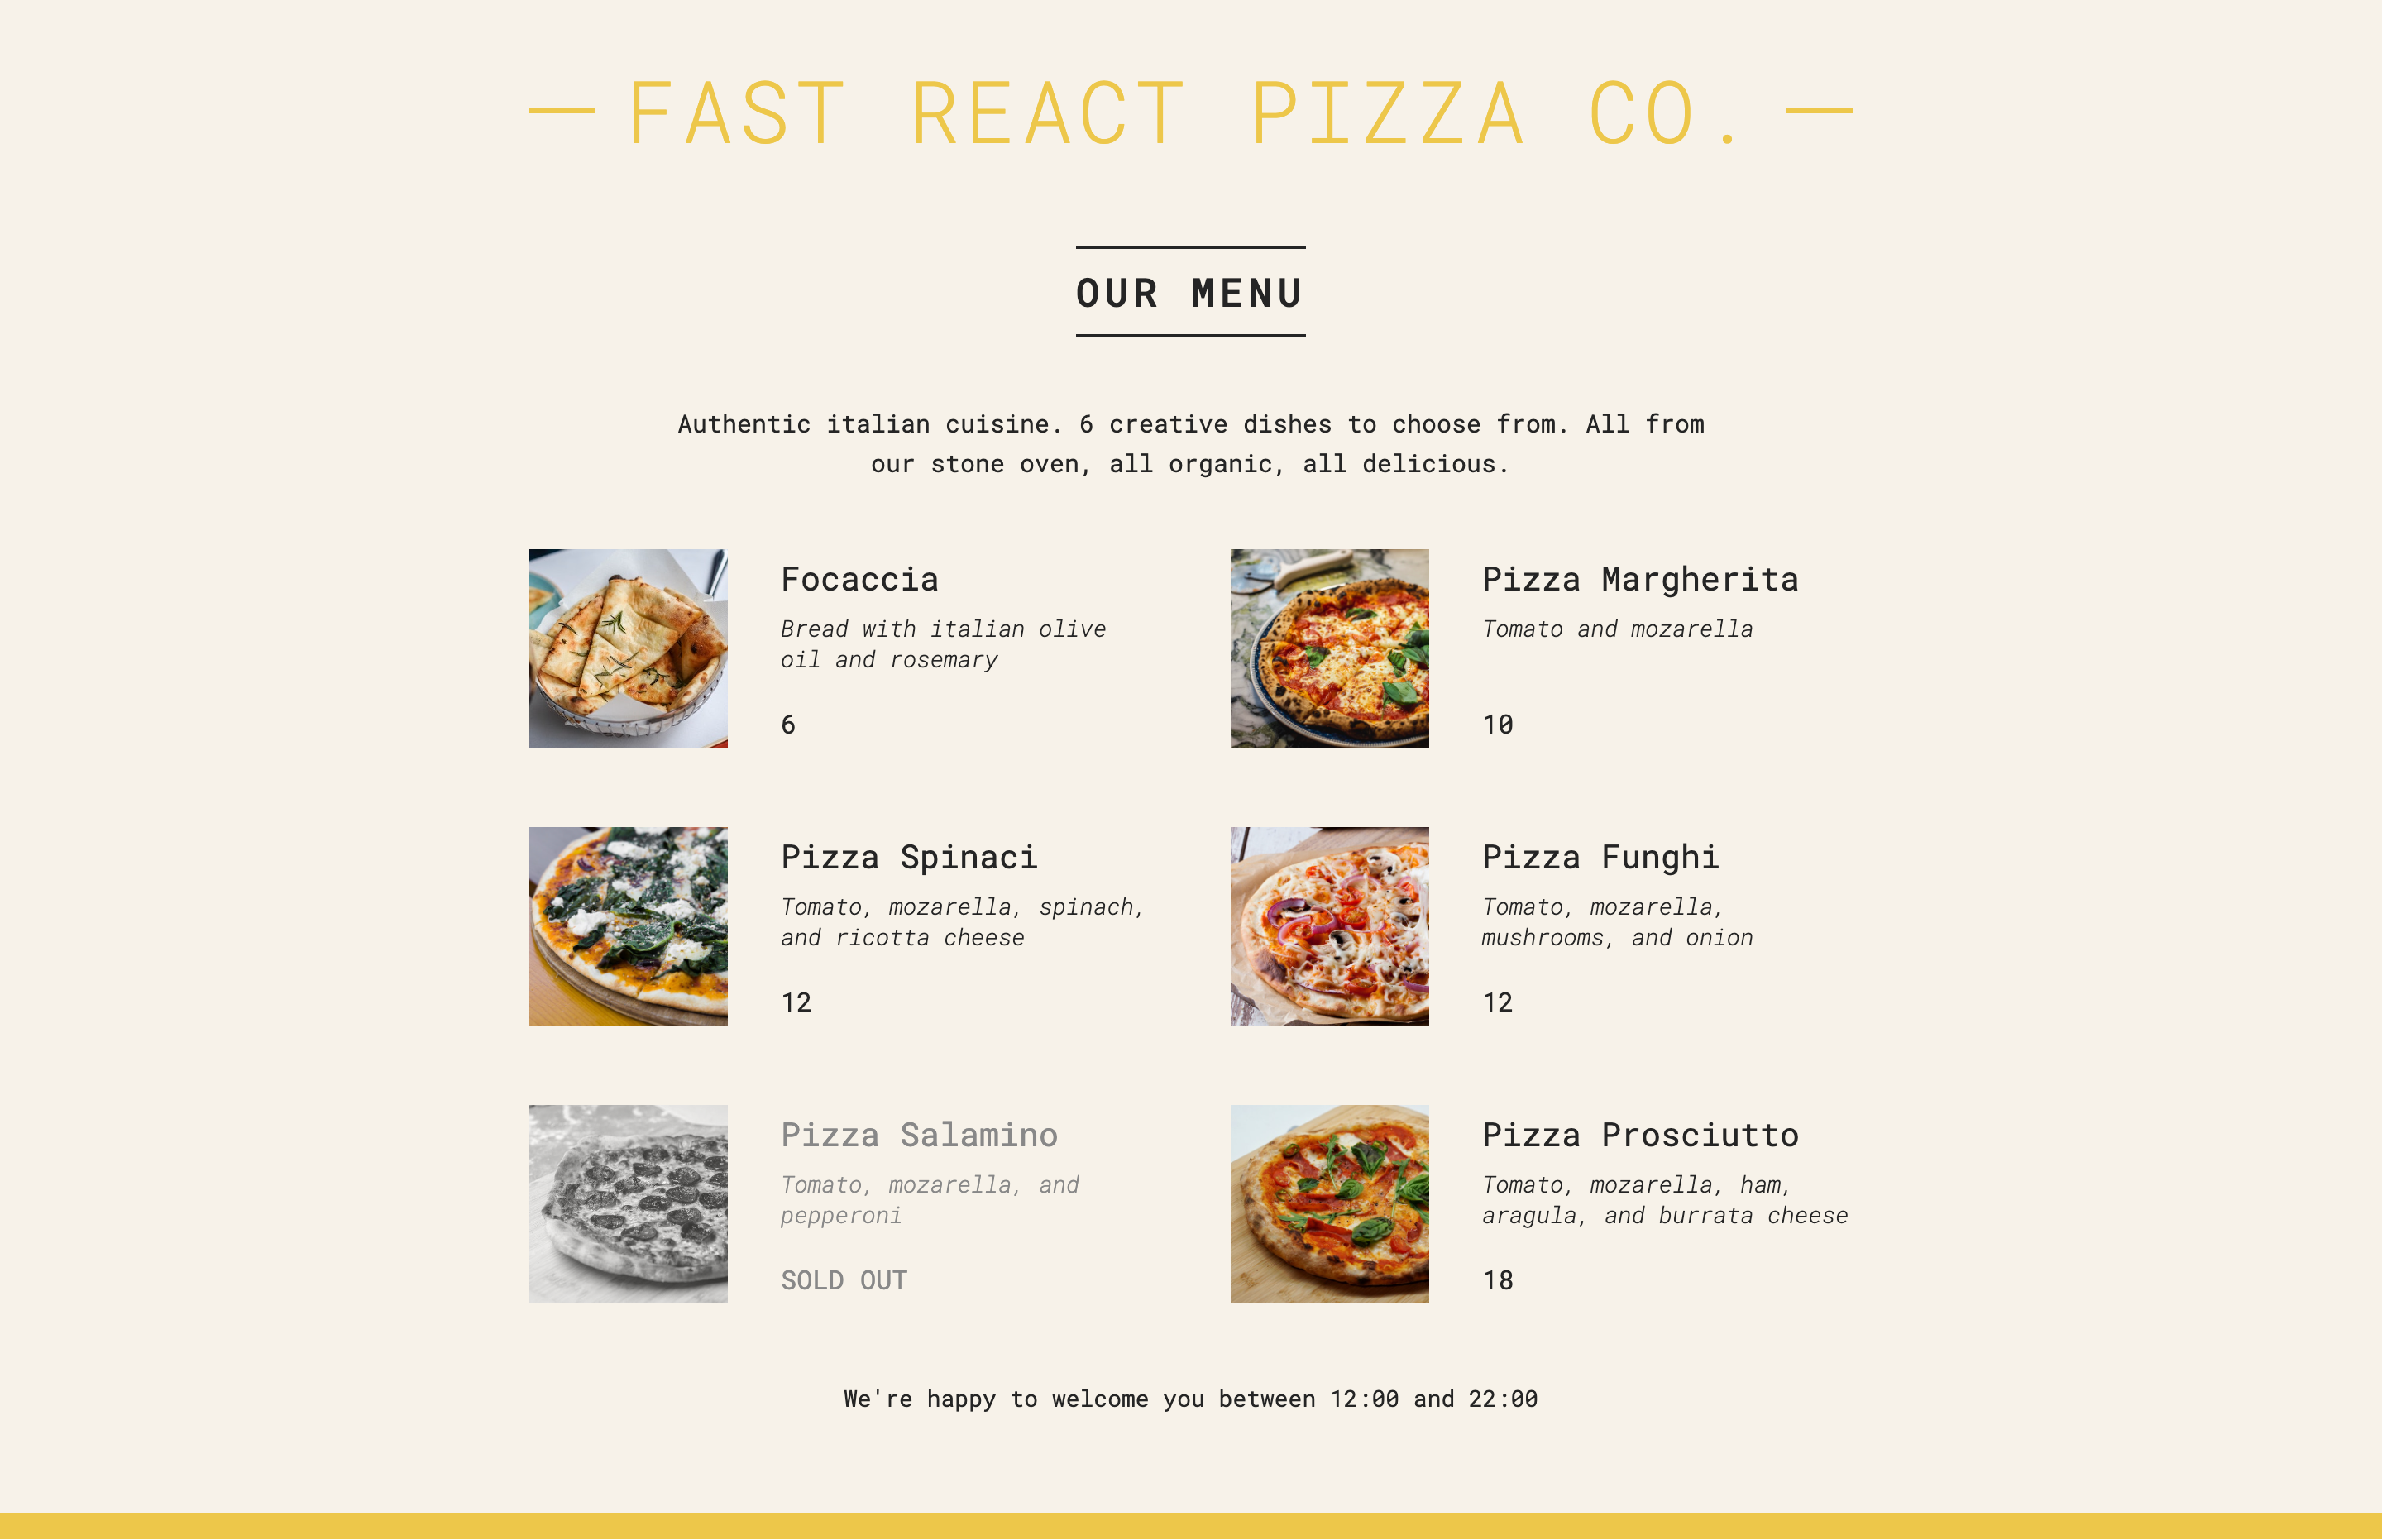 — FAST REACT PIZZA CO. —
OUR MENU
Authentic italian cuisine. 6 creative dishes to choose from. All from
our stone oven, all organic, all delicious.
Focaccia
Bread with italian olive
oil and rosemary
6
Pizza Margherita
Tomato and mozarella
10
Pizza Spinaci
Tomato, mozarella, spinach,
and ricotta cheese
12
Pizza Funghi
Tomato, mozarella,
mushrooms, and onion
12
Pizza Salamino
Tomato, mozarella, and
pepperoni
SOLD OUT
Pizza Prosciutto
Tomato, mozarella, ham,
aragula, and burrata cheese
18
We're happy to welcome you between 12:00 and 22:00